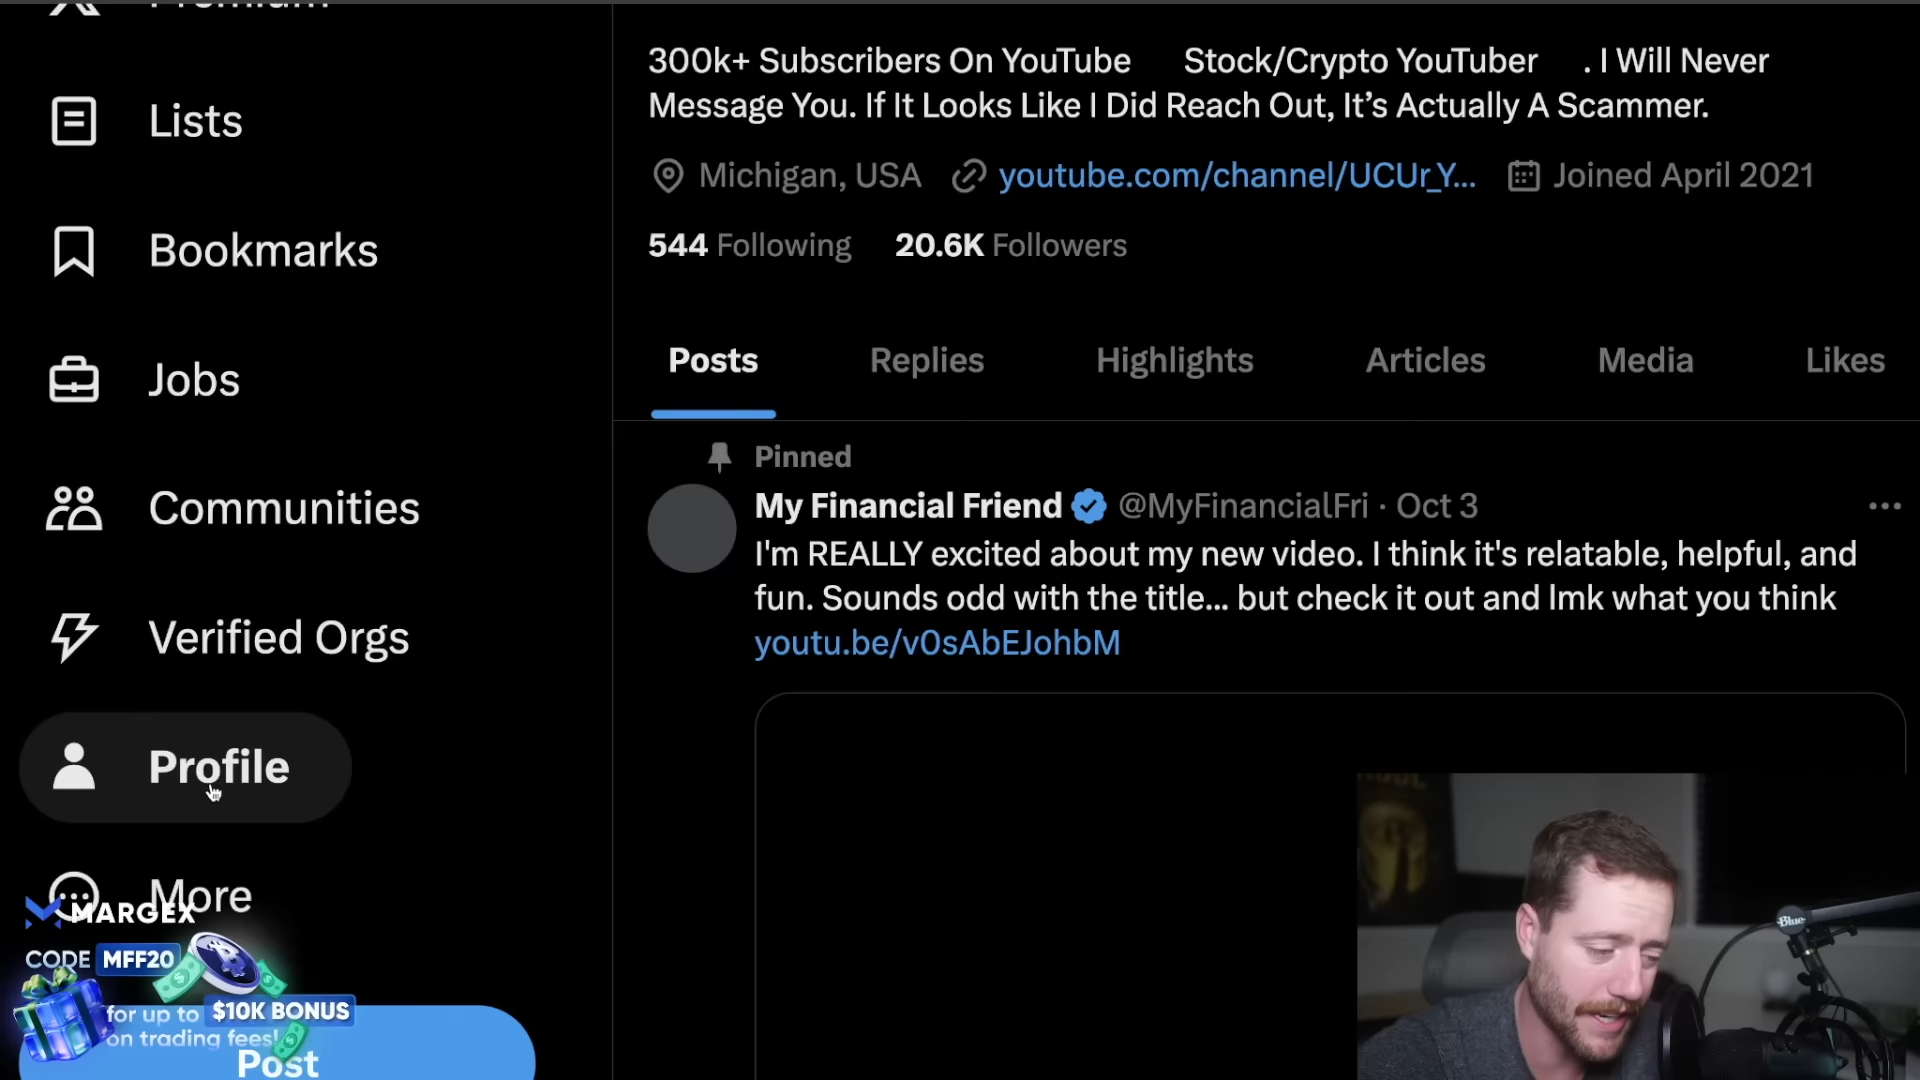 Premium
Lists
Bookmarks
Jobs
Communities
Verified Orgs
Profile
More
MARGEX
CODE MFF20
for up to $10K BONUS
on trading fees!
Post
300k+ Subscribers On YouTube Stock/Crypto YouTuber . I Will Never
Message You. If It Looks Like I Did Reach Out, It’s Actually A Scammer.
Michigan, USA youtube.com/channel/UCUr_Y... Joined April 2021
544 Following 20.6K Followers
Posts Replies Highlights Articles Media Likes
Pinned
My Financial Friend @MyFinancialFri · Oct 3
I'm REALLY excited about my new video. I think it's relatable, helpful, and
fun. Sounds odd with the title... but check it out and lmk what you think
youtu.be/v0sAbEJohbM
Blue